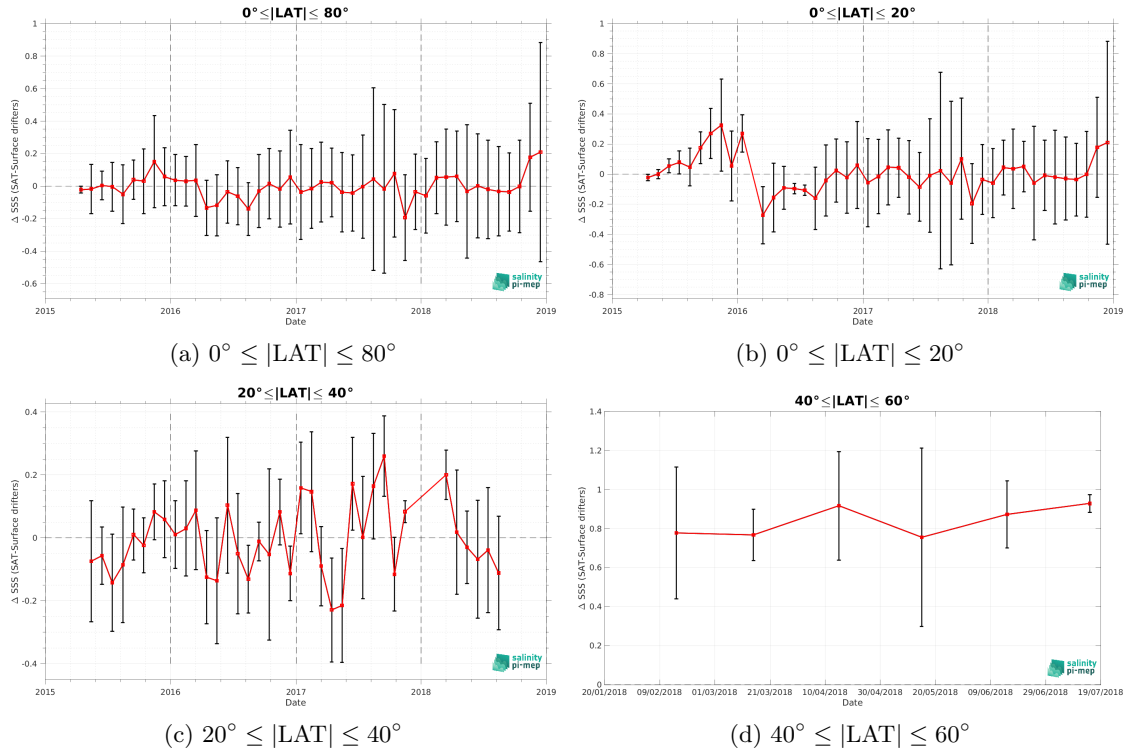 0°≤|LAT|≤ 80°
1
0.8
0.6
0.4
0.2
0
-0.2
-0.4
-0.6
Δ SSS (SAT-Surface drifters)
2015 2016 2017 2018 2019
Date
salinity
pi-mep
(a) 0° ≤ |LAT| ≤ 80°
0°≤|LAT|≤ 20°
1
0.8
0.6
0.4
0.2
0
-0.2
-0.4
-0.6
-0.8
Δ SSS (SAT-Surface drifters)
2015 2016 2017 2018 2019
Date
salinity
pi-mep
(b) 0° ≤ |LAT| ≤ 20°
20°≤|LAT|≤ 40°
0.4
0.2
0
-0.2
-0.4
Δ SSS (SAT-Surface drifters)
2015 2016 2017 2018 2019
Date
salinity
pi-mep
(c) 20° ≤ |LAT| ≤ 40°
40°≤|LAT|≤ 60°
1.4
1.2
1
0.8
0.6
0.4
0.2
0
Δ SSS (SAT-Surface drifters)
20/01/2018 09/02/2018 01/03/2018 21/03/2018 10/04/2018 30/04/2018 20/05/2018 09/06/2018 29/06/2018 19/07/2018
Date
salinity
pi-mep
(d) 40° ≤ |LAT| ≤ 60°